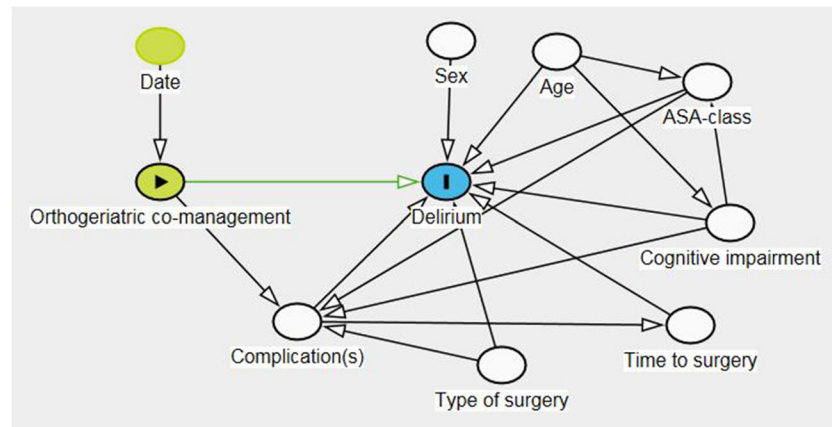 Date
Sex
Age
ASA-class
Orthogeriatric co-management
Delirium
Cognitive impairment
Complication(s)
Time to surgery
Type of surgery